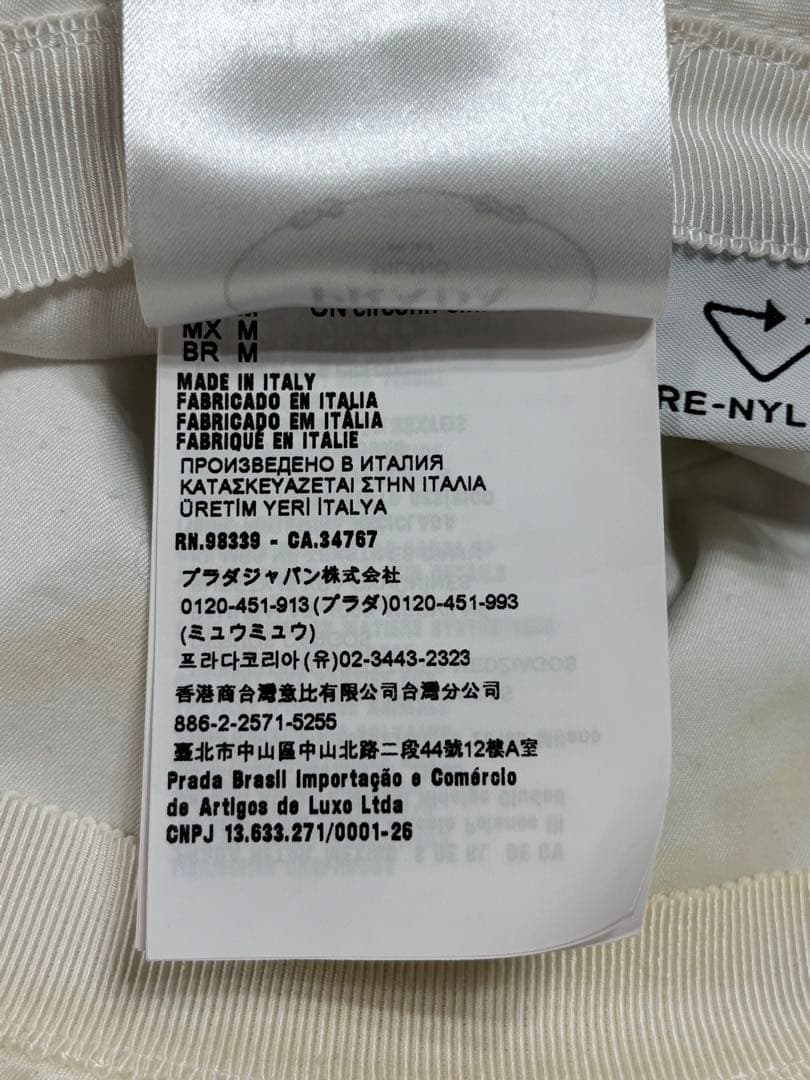 MX M
BR M
MADE IN ITALY
FABRICADO EN ITALIA
FABRICADO EM ITÁLIA
FABRIQUÉ EN ITALIE
ПРОИЗВЕДЕНО В ИТАЛИЯ
ΚΑΤΑΣΚΕΥΑΖΕΤΑΙ ΣΤΗΝ ΙΤΑΛΙΑ
ÜRETİM YERİ İTALYA
RN.98339 - CA.34767
プラダジャパン株式会社
0120-451-913(プラダ)0120-451-993
(ミュウミュウ)
프라다코리아(유)02-3443-2323
香港商台灣意比有限公司台灣分公司
886-2-2571-5255
臺北市中山區中山北路二段44號12樓A室
Prada Brasil Importação e Comércio
de Artigos de Luxo Ltda
CNPJ 13.633.271/0001-26
RE-NYL